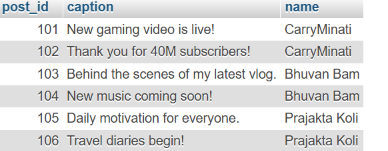 post_id caption name
101 New gaming video is live! CarryMinati
102 Thank you for 40M subscribers! CarryMinati
103 Behind the scenes of my latest vlog. Bhuvan Bam
104 New music coming soon! Bhuvan Bam
105 Daily motivation for everyone. Prajakta Koli
106 Travel diaries begin! Prajakta Koli